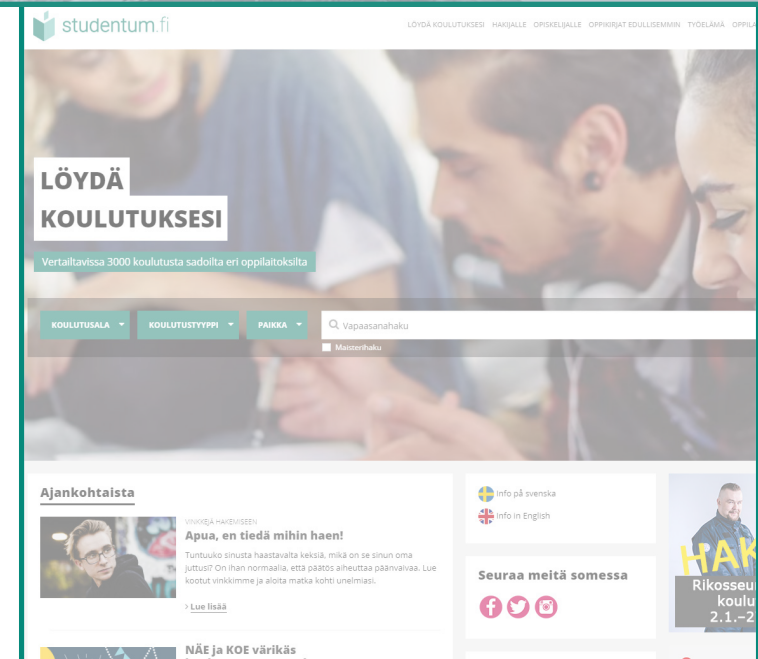 studentum.fi
LÖYDÄ KOULUTUKSESI HAKIJALLE OPISKELIJALLE OPPIKIRJAT EDULLISEMMIN TYÖELÄMÄ
LÖYDÄ
KOULUTUKSESI
Vertailtavissa 3000 koulutusta sadoilta eri oppilaitoksilta
KOULUTUSALA KOULUTUSTYYPPI PAIKKA Vapaasanahaku
Maisterihaku
Ajankohtaista
VINKKEJÄ HAKEMISEEN
Apua, en tiedä mihin haen!
Tuntuuko sinusta haastavalta keksiä, mikä on se sinun oma
juttusi? On ihan normaalia, että päätös aiheuttaa päänvaivaa. Lue
kootut vinkkimme ja aloita matka kohti unelmiasi.
> Lue lisää
NÄE ja KOE värikäs
Info på svenska
Info in English
Seuraa meitä somessa
HAK
Rikosseu
koulu
2.1.–2